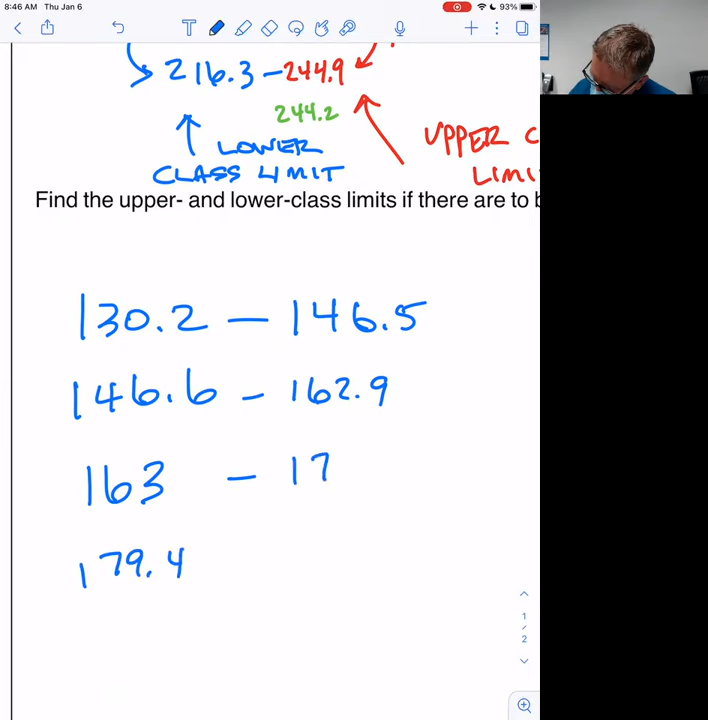 8:46 AM Thu Jan 6
93%
216.3 – 244.9
244.2
LOWER
CLASS LIMIT
UPPER C
LIMI
Find the upper- and lower-class limits if there are to b
130.2 – 146.5
146.6 – 162.9
163 – 17
179.4
1
/
2